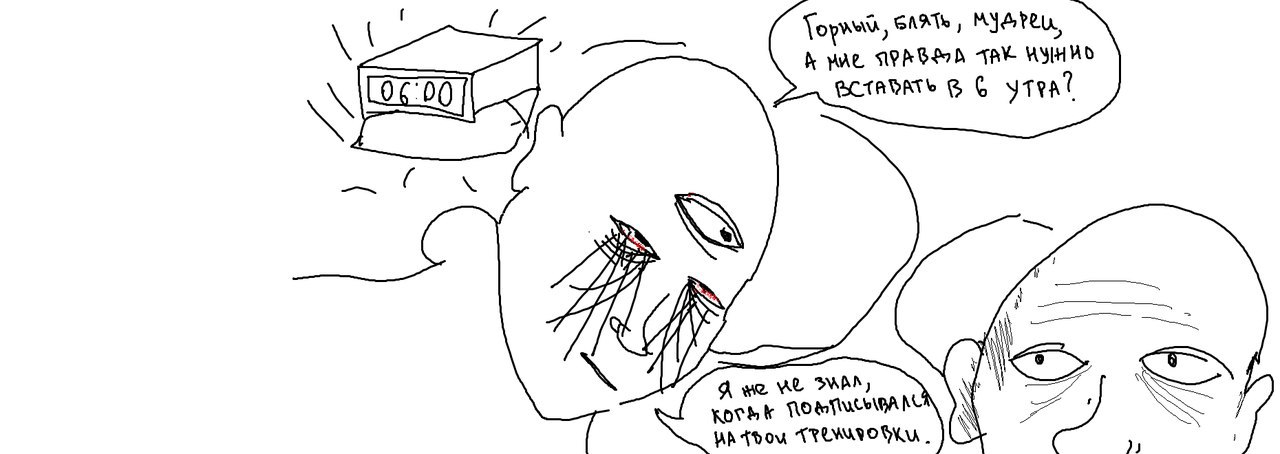 06:00
Горный, блять, мудрец,
а мне правда так нужно
вставать в 6 утра?
Я же не знал,
когда подписывался
на твои тренировки.